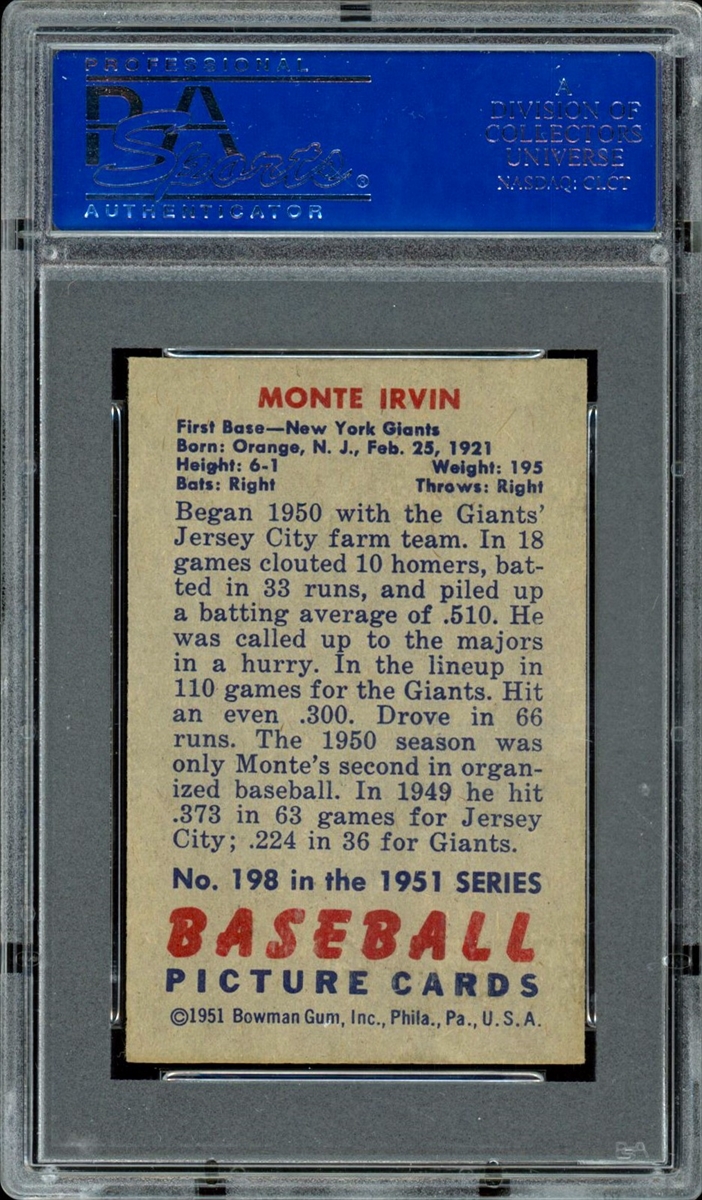 PROFESSIONAL
PSA
Sports®
AUTHENTICATOR
A
DIVISION OF
COLLECTORS
UNIVERSE
NASDAQ: CLCT
MONTE IRVIN
First Base—New York Giants
Born: Orange, N. J., Feb. 25, 1921
Height: 6-1 Weight: 195
Bats: Right Throws: Right
Began 1950 with the Giants'
Jersey City farm team. In 18
games clouted 10 homers, bat-
ted in 33 runs, and piled up
a batting average of .510. He
was called up to the majors
in a hurry. In the lineup in
110 games for the Giants. Hit
an even .300. Drove in 66
runs. The 1950 season was
only Monte's second in organ-
ized baseball. In 1949 he hit
.373 in 63 games for Jersey
City; .224 in 36 for Giants.
No. 198 in the 1951 SERIES
BASEBALL
PICTURE CARDS
©1951 Bowman Gum, Inc., Phila., Pa., U.S.A.
PSA